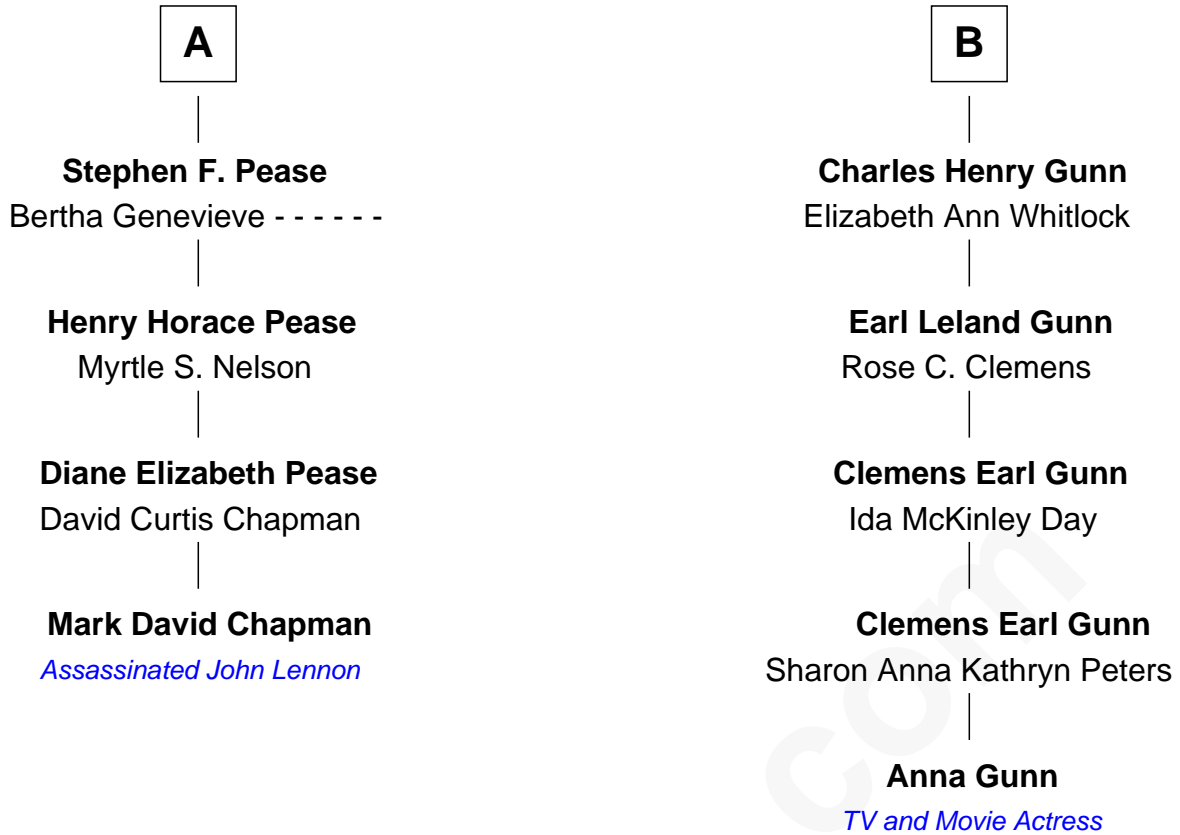 A
Stephen F. Pease
Bertha Genevieve - - - - - -
Henry Horace Pease
Myrtle S. Nelson
Diane Elizabeth Pease
David Curtis Chapman
Mark David Chapman
Assassinated John Lennon
B
Charles Henry Gunn
Elizabeth Ann Whitlock
Earl Leland Gunn
Rose C. Clemens
Clemens Earl Gunn
Ida McKinley Day
Clemens Earl Gunn
Sharon Anna Kathryn Peters
Anna Gunn
TV and Movie Actress
com